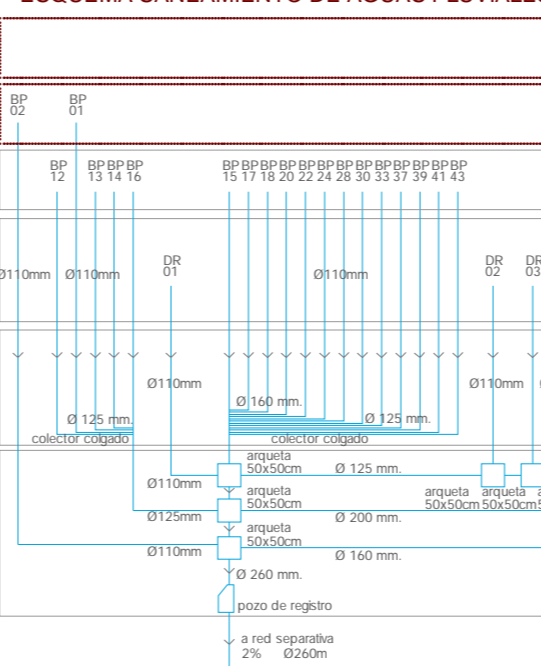 ESQUEMA SANEAMIENTO DE AGUAS PLUVIALES
BP 02
BP 01
BP 12
BP 13
BP 14
BP 16
BP 15
BP 17
BP 18
BP 20
BP 22
BP 24
BP 28
BP 30
BP 33
BP 37
BP 39
BP 41
BP 43
Ø110mm
Ø110mm
DR 01
Ø110mm
DR 02
DR 03
Ø110mm
Ø110mm
Ø 160 mm.
Ø 125 mm.
Ø 125 mm.
colector colgado
colector colgado
arqueta
50x50cm
Ø 125 mm.
Ø110mm
arqueta
50x50cm
arqueta
50x50cm
arqueta
50x50cm
Ø125mm
Ø 200 mm.
arqueta
50x50cm
Ø110mm
Ø 160 mm.
Ø 260 mm.
pozo de registro
a red separativa
2% Ø260m